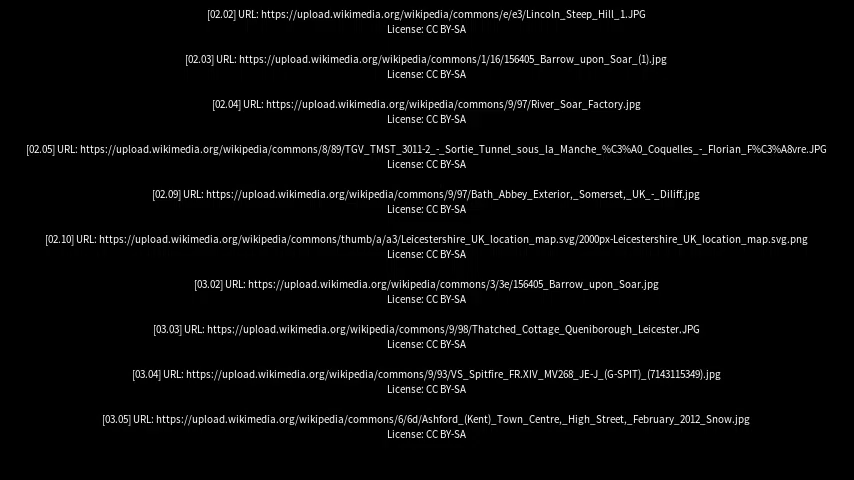 [02.02] URL: https://upload.wikimedia.org/wikipedia/commons/e/e3/Lincoln_Steep_Hill_1.JPG
License: CC BY-SA
[02.03] URL: https://upload.wikimedia.org/wikipedia/commons/1/16/156405_Barrow_upon_Soar_(1).jpg
License: CC BY-SA
[02.04] URL: https://upload.wikimedia.org/wikipedia/commons/9/97/River_Soar_Factory.jpg
License: CC BY-SA
[02.05] URL: https://upload.wikimedia.org/wikipedia/commons/8/89/TGV_TMST_3011-2_-_Sortie_Tunnel_sous_la_Manche_%C3%A0_Coquelles_-_Florian_F%C3%A8vre.JPG
License: CC BY-SA
[02.09] URL: https://upload.wikimedia.org/wikipedia/commons/9/97/Bath_Abbey_Exterior,_Somerset,_UK_-_Diliff.jpg
License: CC BY-SA
[02.10] URL: https://upload.wikimedia.org/wikipedia/commons/thumb/a/a3/Leicestershire_UK_location_map.svg/2000px-Leicestershire_UK_location_map.svg.png
License: CC BY-SA
[03.02] URL: https://upload.wikimedia.org/wikipedia/commons/3/3e/156405_Barrow_upon_Soar.jpg
License: CC BY-SA
[03.03] URL: https://upload.wikimedia.org/wikipedia/commons/9/98/Thatched_Cottage_Queniborough_Leicester.JPG
License: CC BY-SA
[03.04] URL: https://upload.wikimedia.org/wikipedia/commons/9/93/VS_Spitfire_FR.XIV_MV268_JE-J_(G-SPIT)_(7143115349).jpg
License: CC BY-SA
[03.05] URL: https://upload.wikimedia.org/wikipedia/commons/6/6d/Ashford_(Kent)_Town_Centre,_High_Street,_February_2012_Snow.jpg
License: CC BY-SA